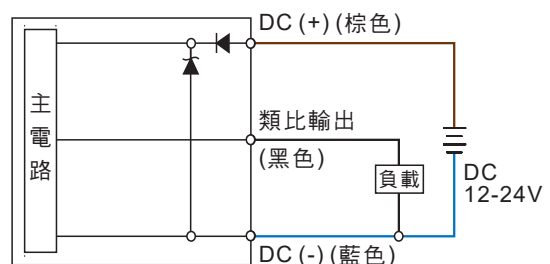 DC (+) (棕色)
主電路
類比輸出
(黑色)
負載
DC
12-24V
DC (-) (藍色)